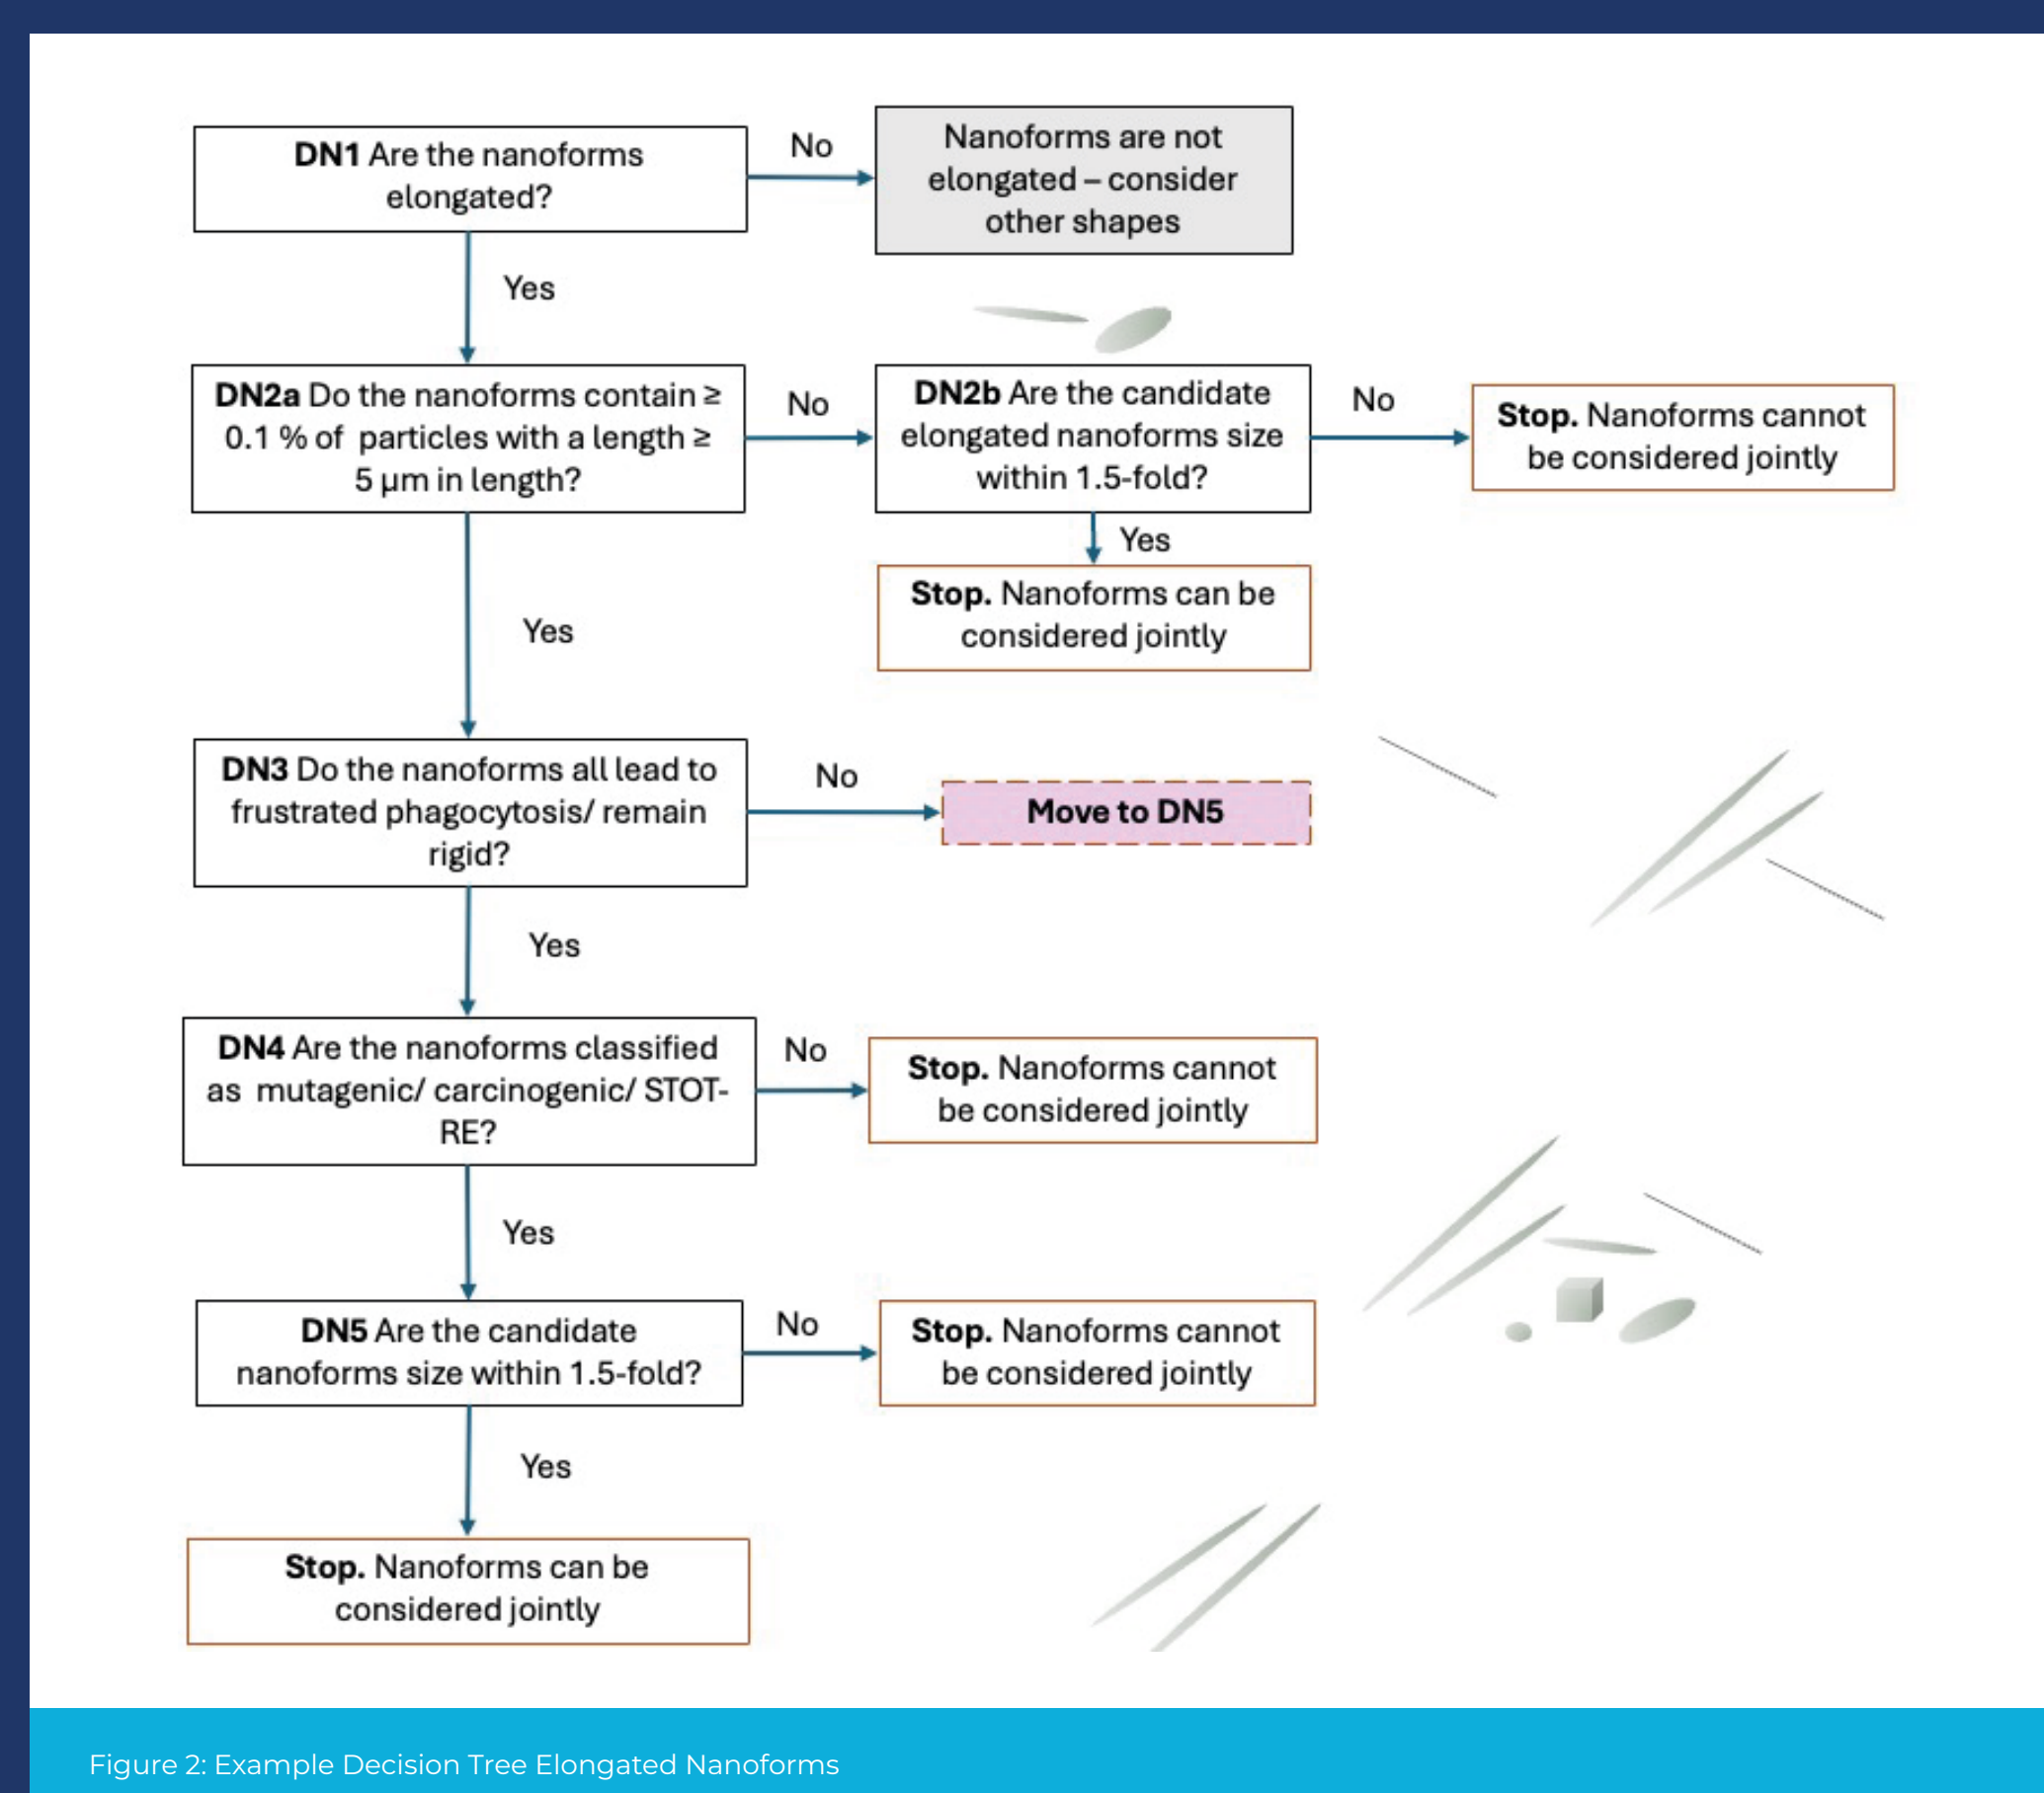 DN1 Are the nanoforms
elongated?
No
Nanoforms are not
elongated – consider
other shapes
Yes
DN2a Do the nanoforms contain ≥
0.1 % of particles with a length ≥
5 µm in length?
No
DN2b Are the candidate
elongated nanoforms size
within 1.5-fold?
No
Stop. Nanoforms cannot
be considered jointly
Yes
Stop. Nanoforms can be
considered jointly
Yes
DN3 Do the nanoforms all lead to
frustrated phagocytosis/ remain
rigid?
No
Move to DN5
Yes
DN4 Are the nanoforms classified
as mutagenic/ carcinogenic/ STOT-
RE?
No
Stop. Nanoforms cannot
be considered jointly
Yes
DN5 Are the candidate
nanoforms size within 1.5-fold?
No
Stop. Nanoforms cannot
be considered jointly
Yes
Stop. Nanoforms can be
considered jointly
Figure 2: Example Decision Tree Elongated Nanoforms